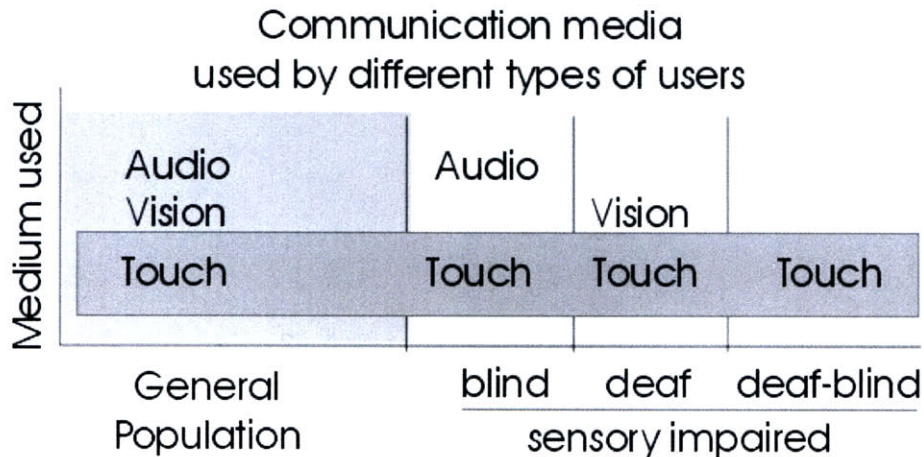 Communication media
used by different types of users
Medium used
Audio Audio
Vision Vision
Touch Touch Touch Touch
General
Population
blind deaf deaf-blind
sensory impaired